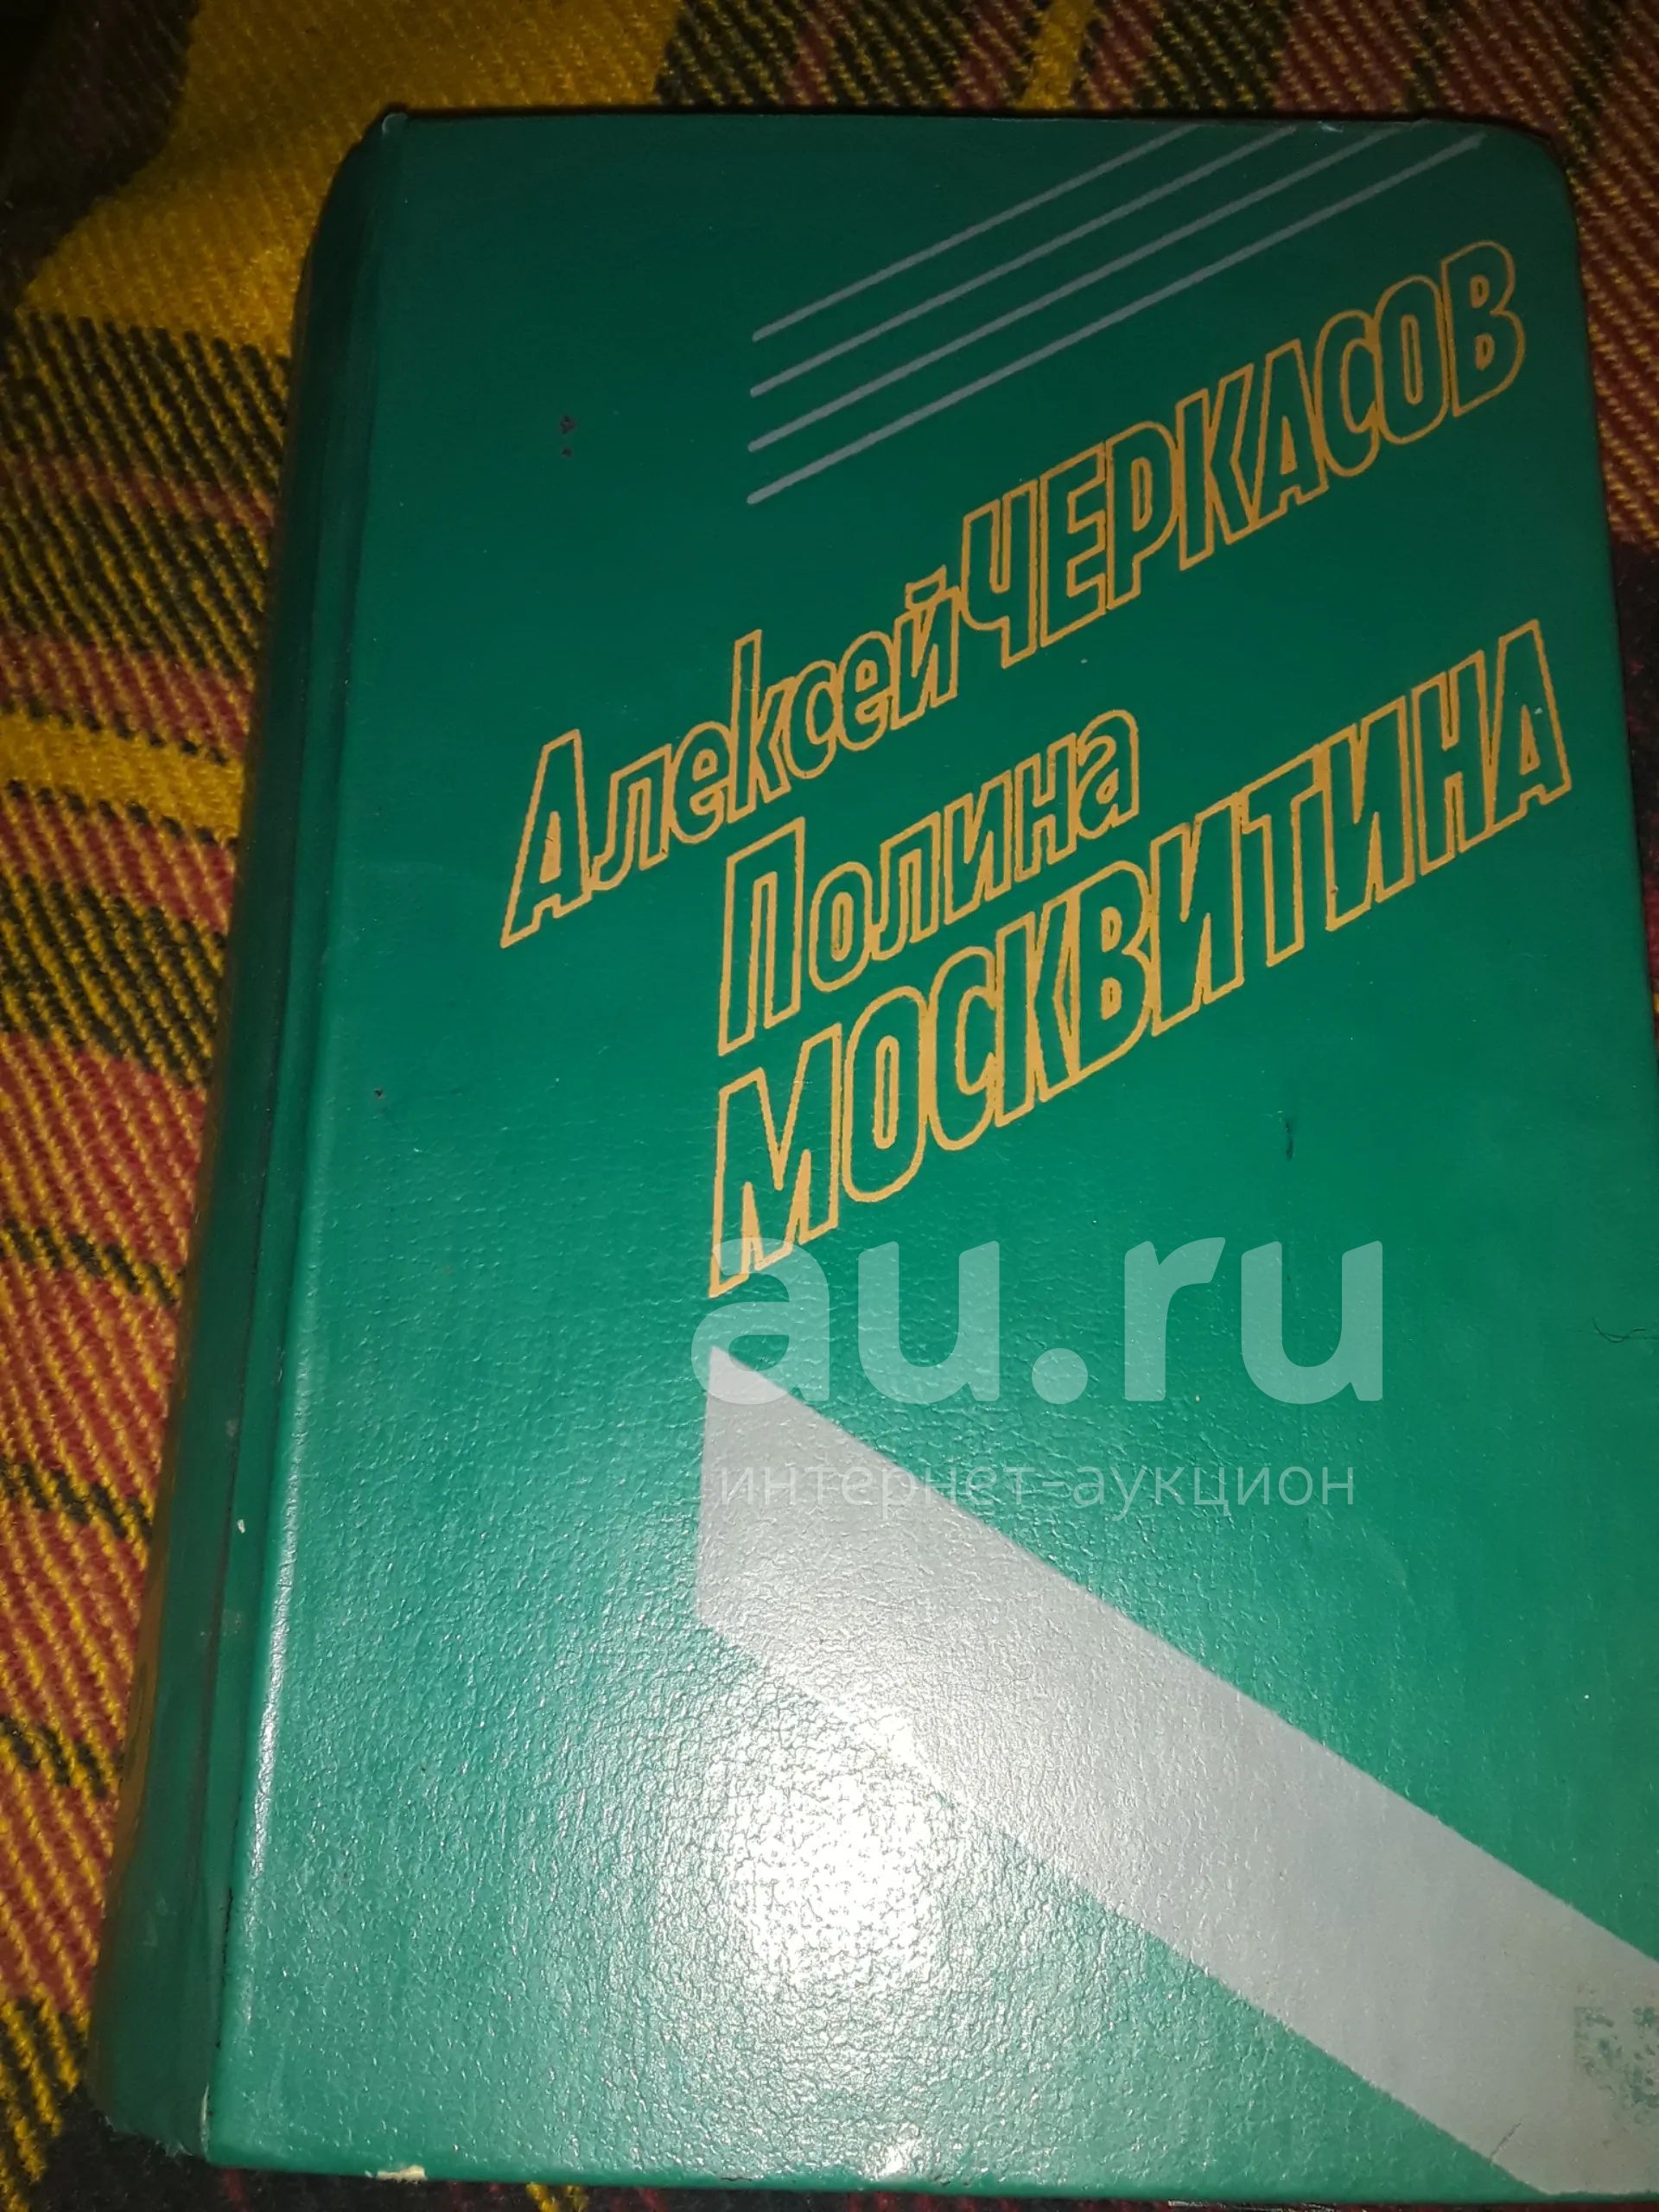 Алексей ЧЕРКАСОВ
Полина
МОСКВИТИНА
au.ru
интернет-аукцион